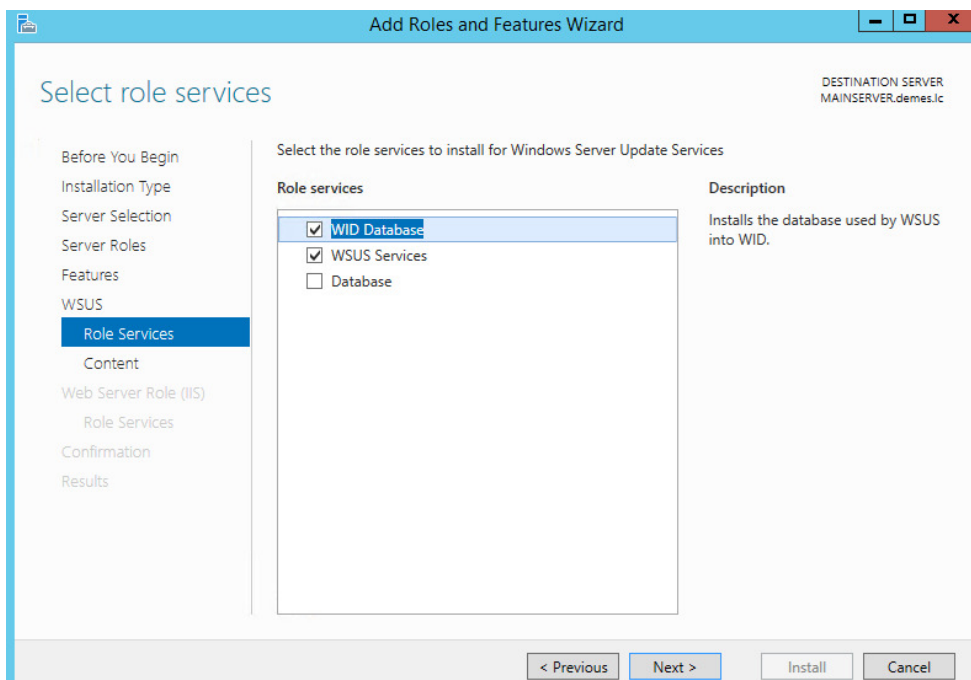 Add Roles and Features Wizard
Select role services
DESTINATION SERVER
MAINSERVER.demes.lc
Before You Begin
Installation Type
Server Selection
Server Roles
Features
WSUS
Role Services
Content
Web Server Role (IIS)
Role Services
Confirmation
Results
Select the role services to install for Windows Server Update Services
Role services
WID Database
WSUS Services
Database
Description
Installs the database used by WSUS
into WID.
< Previous
Next >
Install
Cancel